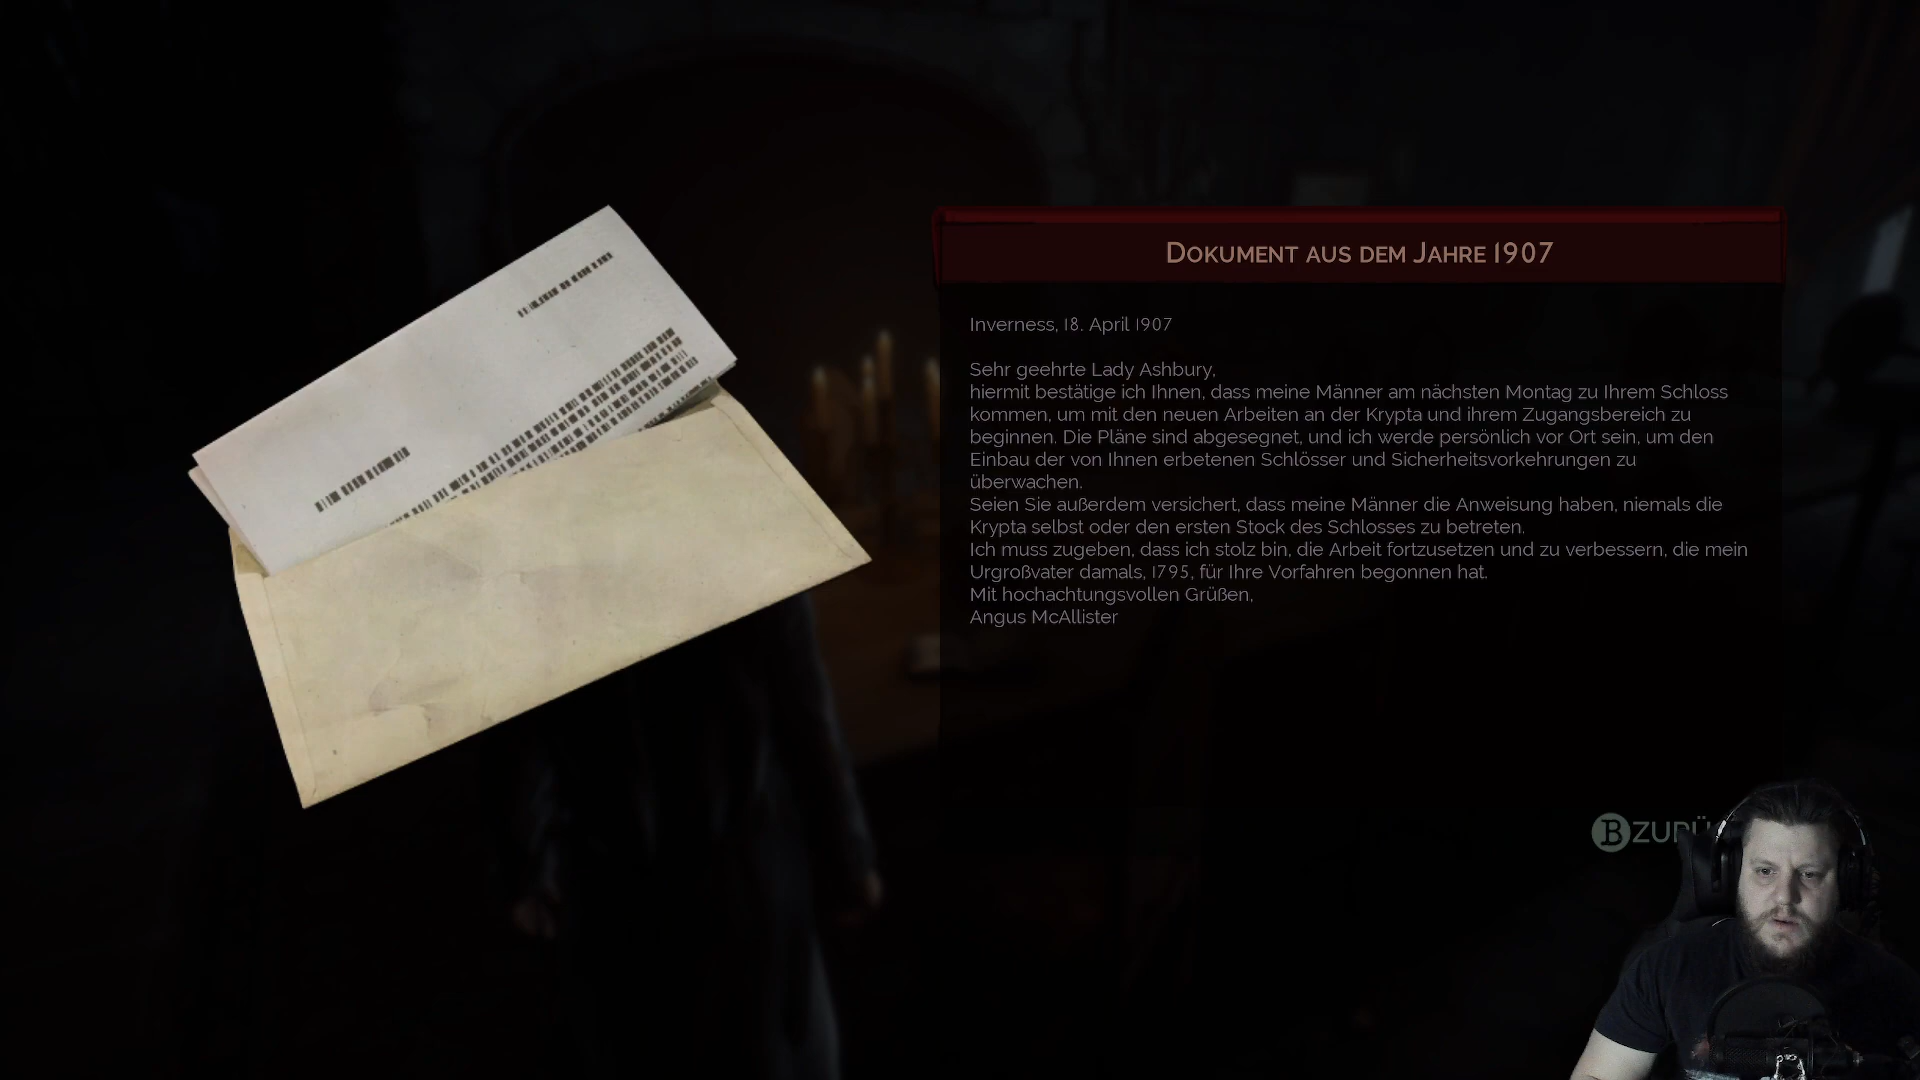 Dokument aus dem Jahre 1907
Inverness, 18. April 1907
Sehr geehrte Lady Ashbury,
hiermit bestätige ich Ihnen, dass meine Männer am nächsten Montag zu Ihrem Schloss
kommen, um mit den neuen Arbeiten an der Krypta und ihrem Zugangsbereich zu
beginnen. Die Pläne sind abgesegnet, und ich werde persönlich vor Ort sein, um den
Einbau der von Ihnen erbetenen Schlösser und Sicherheitsvorkehrungen zu
überwachen.
Seien Sie außerdem versichert, dass meine Männer die Anweisung haben, niemals die
Krypta selbst oder den ersten Stock des Schlosses zu betreten.
Ich muss zugeben, dass ich stolz bin, die Arbeit fortzusetzen und zu verbessern, die mein
Urgroßvater damals, 1795, für Ihre Vorfahren begonnen hat.
Mit hochachtungsvollen Grüßen,
Angus McAllister
B